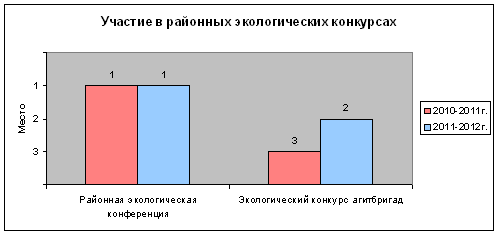 Участие в районных экологических конкурсах
Место
1
2
3
1
1
3
2
Районная экологическая
конференция
Экологический конкурс агитбригад
2010-2011г.
2011-2012г.